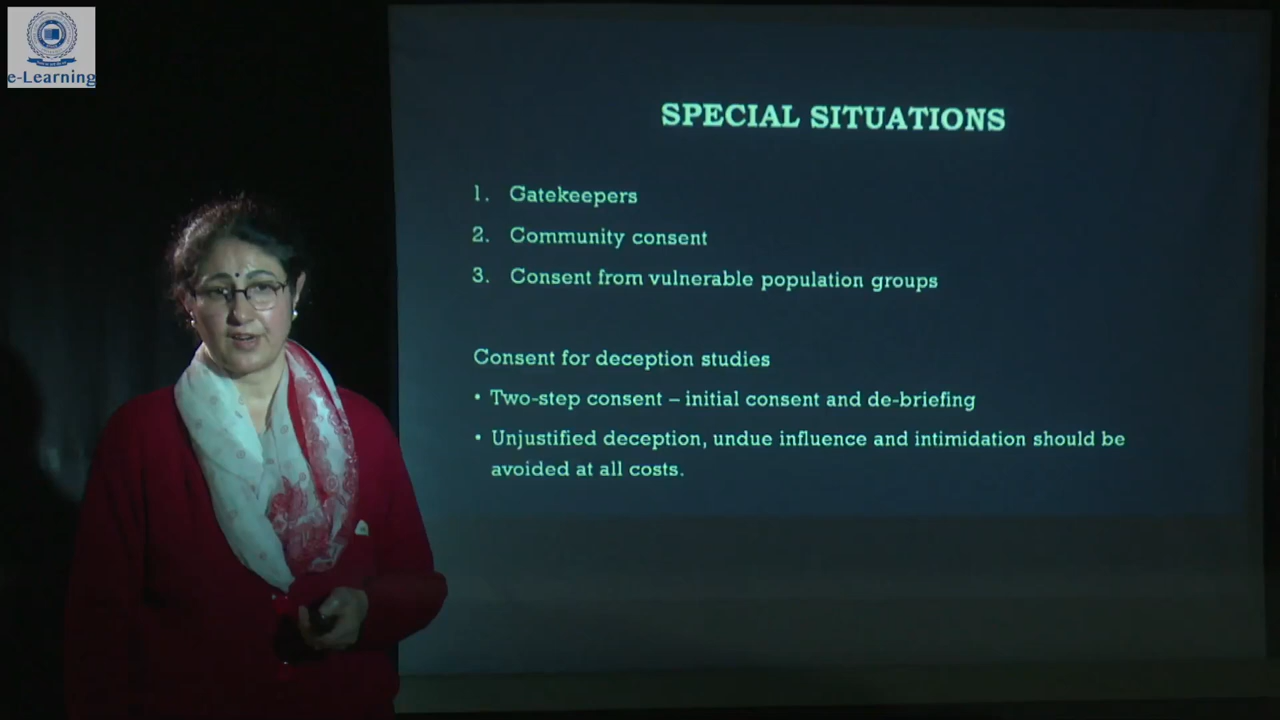 e-Learning
SPECIAL SITUATIONS
1. Gatekeepers
2. Community consent
3. Consent from vulnerable population groups
Consent for deception studies
• Two-step consent – initial consent and de-briefing
• Unjustified deception, undue influence and intimidation should be
avoided at all costs.